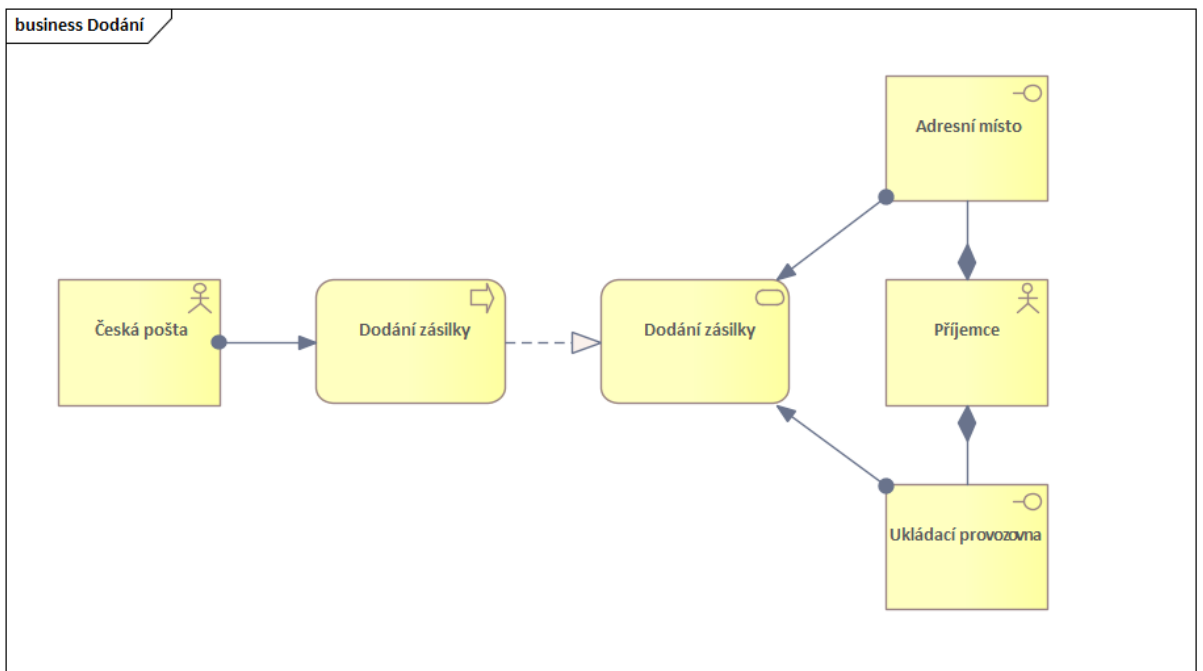 business Dodání
Adresní místo
Česká pošta
Dodání zásilky
Dodání zásilky
Příjemce
Ukládací provozovna